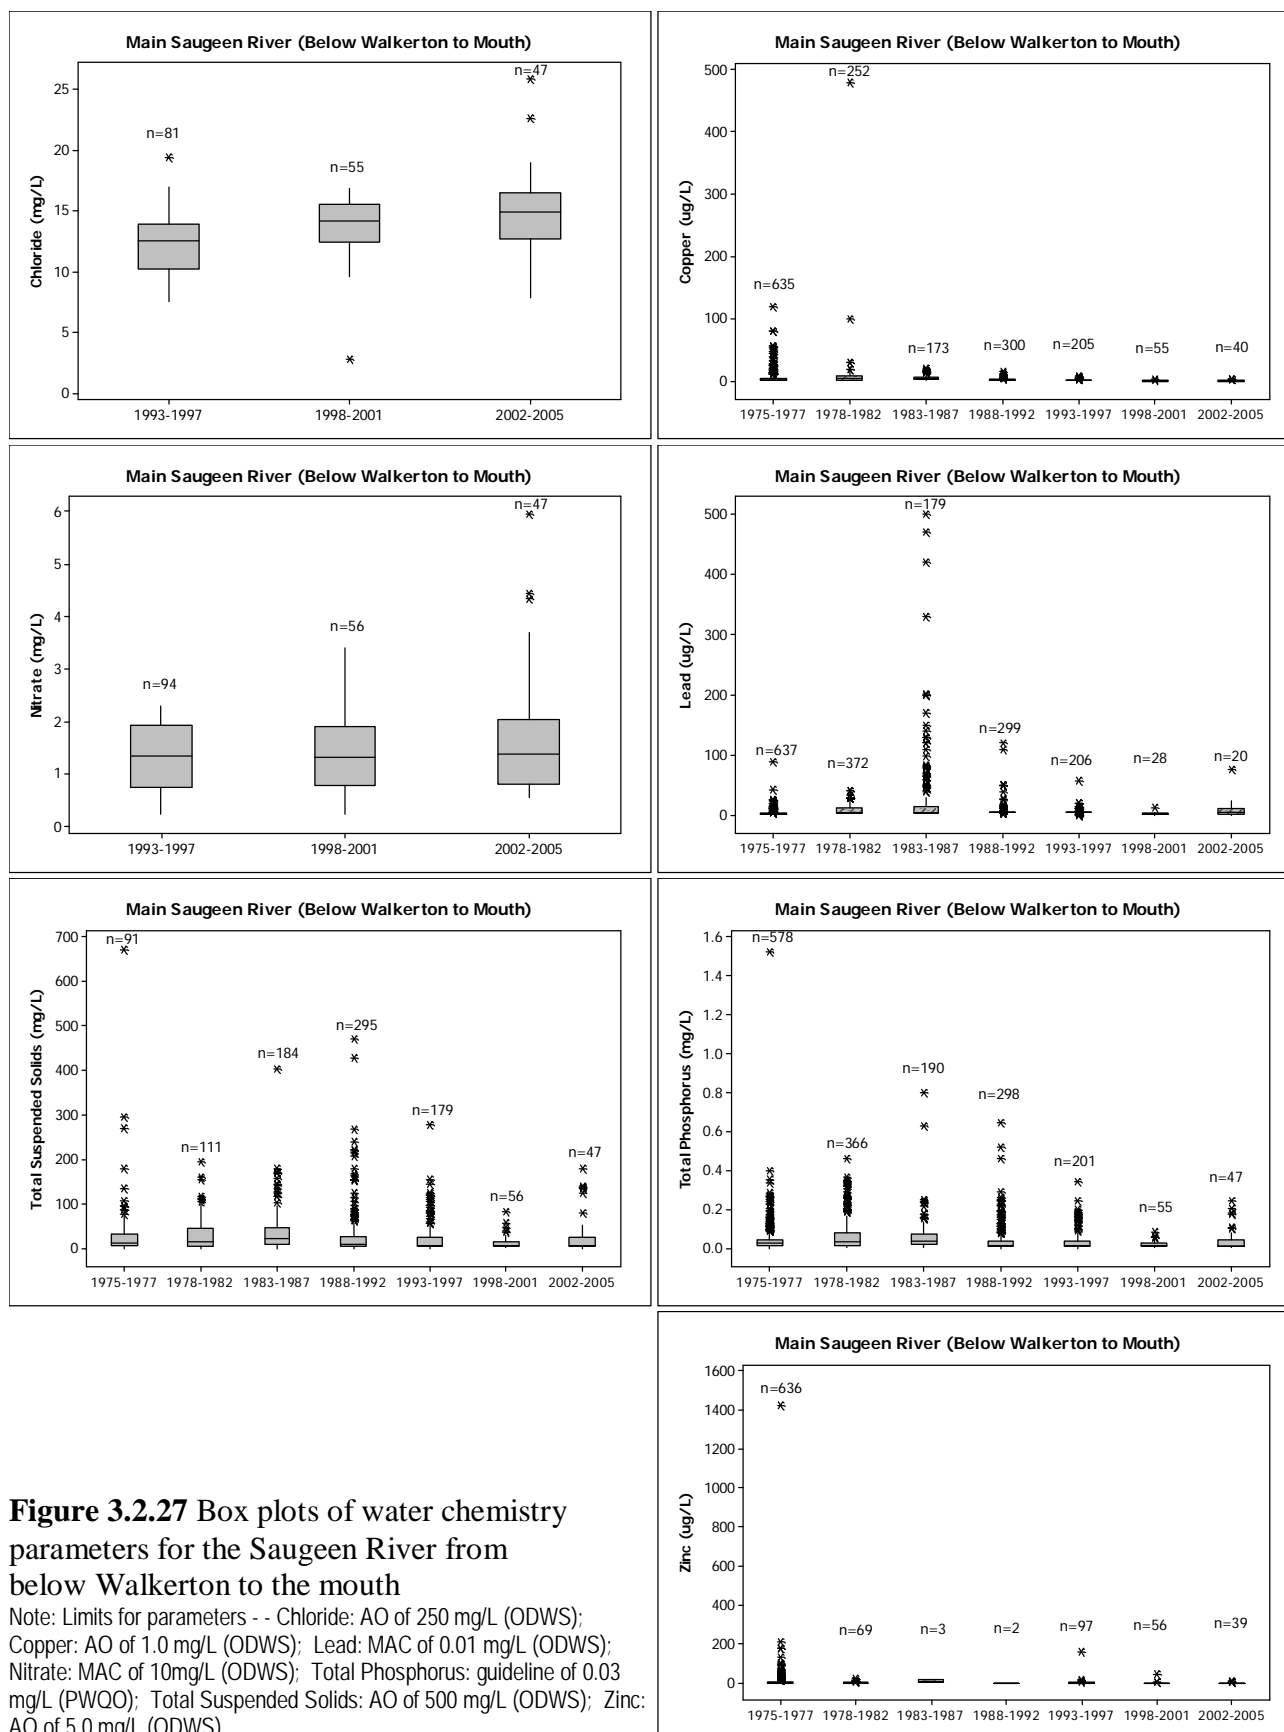 Main Saugeen River (Below Walkerton to Mouth)
Chloride (mg/L)
25
20
15
10
5
0
n=81
n=55
n=47
1993-1997
1998-2001
2002-2005
Main Saugeen River (Below Walkerton to Mouth)
Copper (ug/L)
500
400
300
200
100
0
n=635
n=252
n=173
n=300
n=205
n=55
n=40
1975-1977
1978-1982
1983-1987
1988-1992
1993-1997
1998-2001
2002-2005
Main Saugeen River (Below Walkerton to Mouth)
Nitrate (mg/L)
6
5
4
3
2
1
0
n=94
n=56
n=47
1993-1997
1998-2001
2002-2005
Main Saugeen River (Below Walkerton to Mouth)
Lead (ug/L)
500
400
300
200
100
0
n=637
n=372
n=179
n=299
n=206
n=28
n=20
1975-1977
1978-1982
1983-1987
1988-1992
1993-1997
1998-2001
2002-2005
Main Saugeen River (Below Walkerton to Mouth)
Total Suspended Solids (mg/L)
700
600
500
400
300
200
100
0
n=91
n=111
n=184
n=295
n=179
n=56
n=47
1975-1977
1978-1982
1983-1987
1988-1992
1993-1997
1998-2001
2002-2005
Main Saugeen River (Below Walkerton to Mouth)
Total Phosphorus (mg/L)
1.6
1.4
1.2
1.0
0.8
0.6
0.4
0.2
0.0
n=578
n=366
n=190
n=298
n=201
n=55
n=47
1975-1977
1978-1982
1983-1987
1988-1992
1993-1997
1998-2001
2002-2005
Main Saugeen River (Below Walkerton to Mouth)
Zinc (ug/L)
1600
1400
1200
1000
800
600
400
200
0
n=636
n=69
n=3
n=2
n=97
n=56
n=39
1975-1977
1978-1982
1983-1987
1988-1992
1993-1997
1998-2001
2002-2005
Figure 3.2.27 Box plots of water chemistry
parameters for the Saugeen River from
below Walkerton to the mouth
Note: Limits for parameters - - Chloride: AO of 250 mg/L (ODWS);
Copper: AO of 1.0 mg/L (ODWS); Lead: MAC of 0.01 mg/L (ODWS);
Nitrate: MAC of 10mg/L (ODWS); Total Phosphorus: guideline of 0.03
mg/L (PWQO); Total Suspended Solids: AO of 500 mg/L (ODWS); Zinc:
AO of 5.0 mg/L (ODWS)